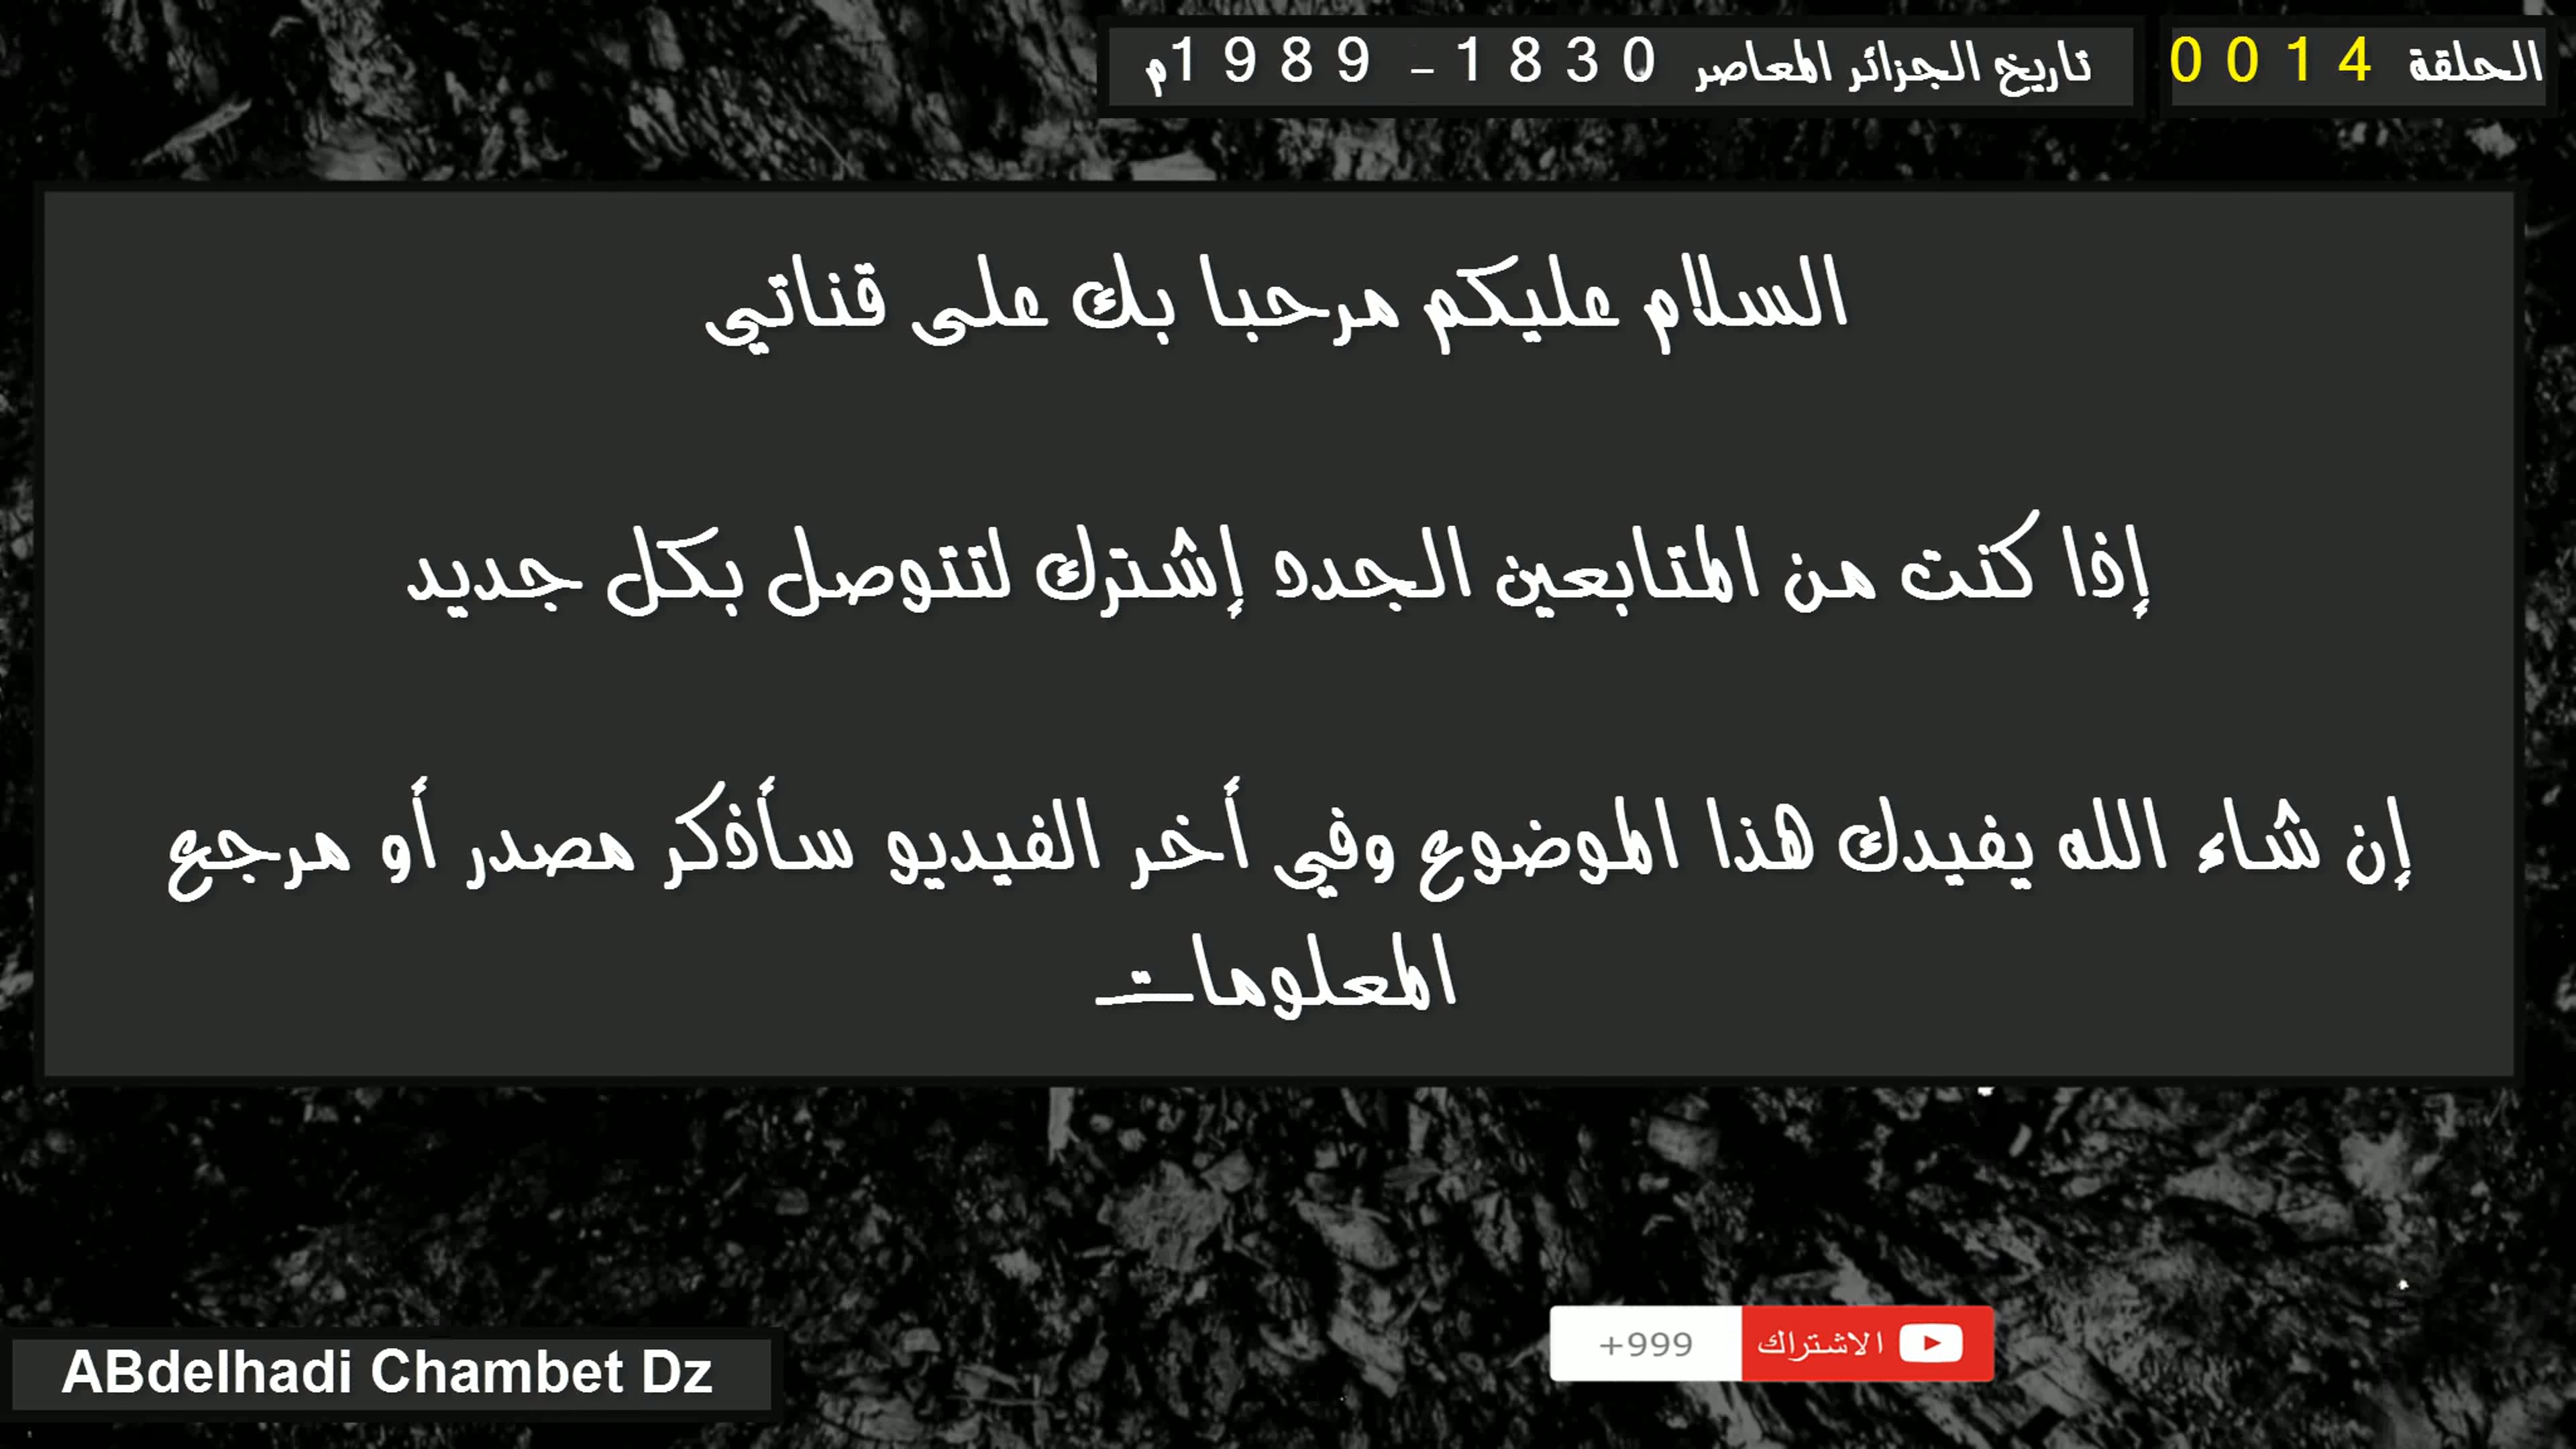 الحلقة 0014
تاريخ الجزائر المعاصر 1830 - 1989م
السلام عليكم مرحبا بك على قناتي
إذا كنت من المتابعين الجدد إشترك لتتوصل بكل جديد
إن شاء الله يفيدك هذا الموضوع وفي أخر الفيديو سأذكر مصدر أو مرجع
المعلومات
الاشتراك +999
ABdelhadi Chambet Dz